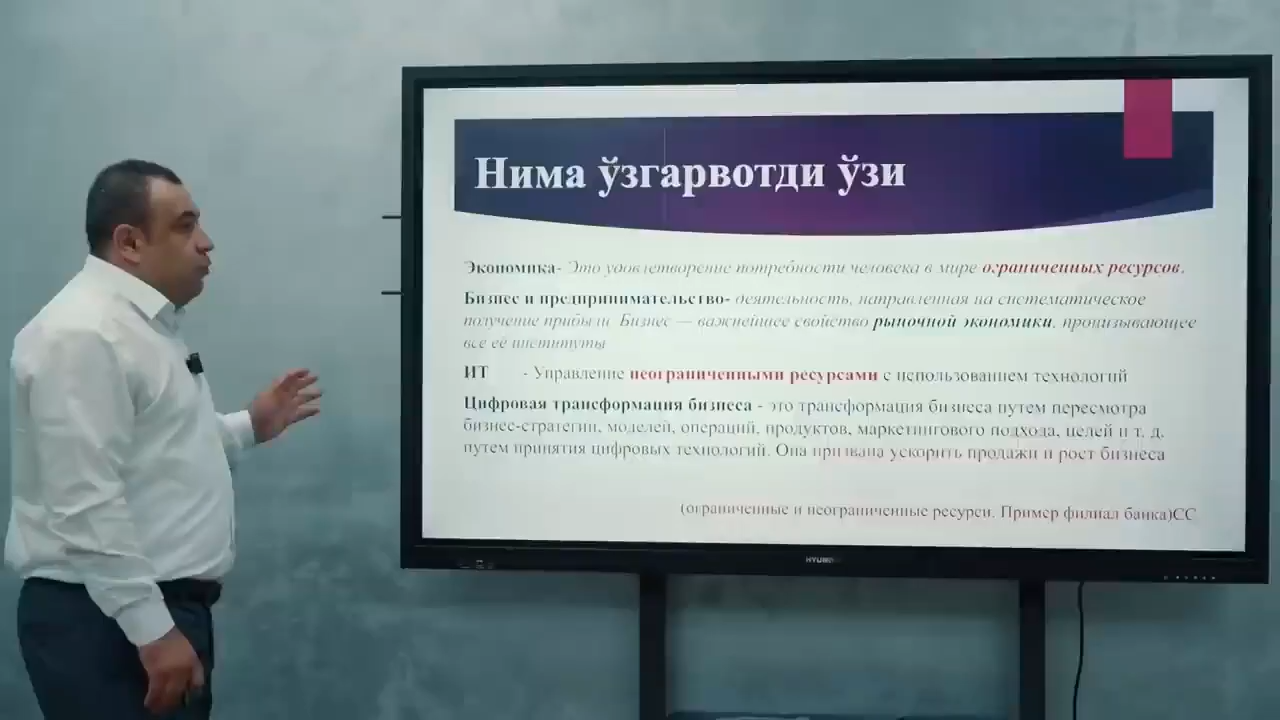 Нима ўзгарвотди ўзи
Экономика- Это удовлетворение потребности человека в мире ограниченных ресурсов.
Бизнес и предпринимательство- деятельность, направленная на систематическое
получение прибыли. Бизнес — важнейшее свойство рыночной экономики, пронизывающее
все её институты
ИТ - Управление неограниченными ресурсами с использованием технологий
Цифровая трансформация бизнеса - это трансформация бизнеса путем пересмотра
бизнес-стратегии, моделей, операций, продуктов, маркетингового подхода, целей и т. д.
путем принятия цифровых технологий. Она призвана ускорить продажи и рост бизнеса
(ограниченные и неограниченные ресурси. Пример филиал банка)СС
HYUNDAI